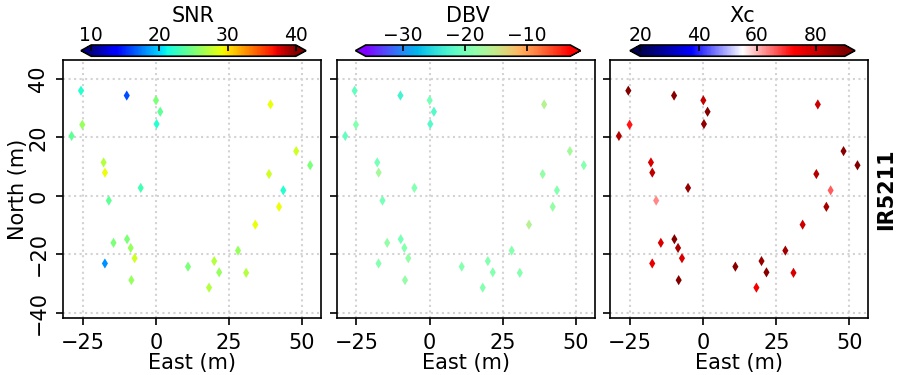 SNR DBV Xc
10 20 30 40 −30 −20 −10 20 40 60 80
40
20
0
−20
−40
North (m)
IR5211
−25 0 25 50 −25 0 25 50 −25 0 25 50
East (m) East (m) East (m)